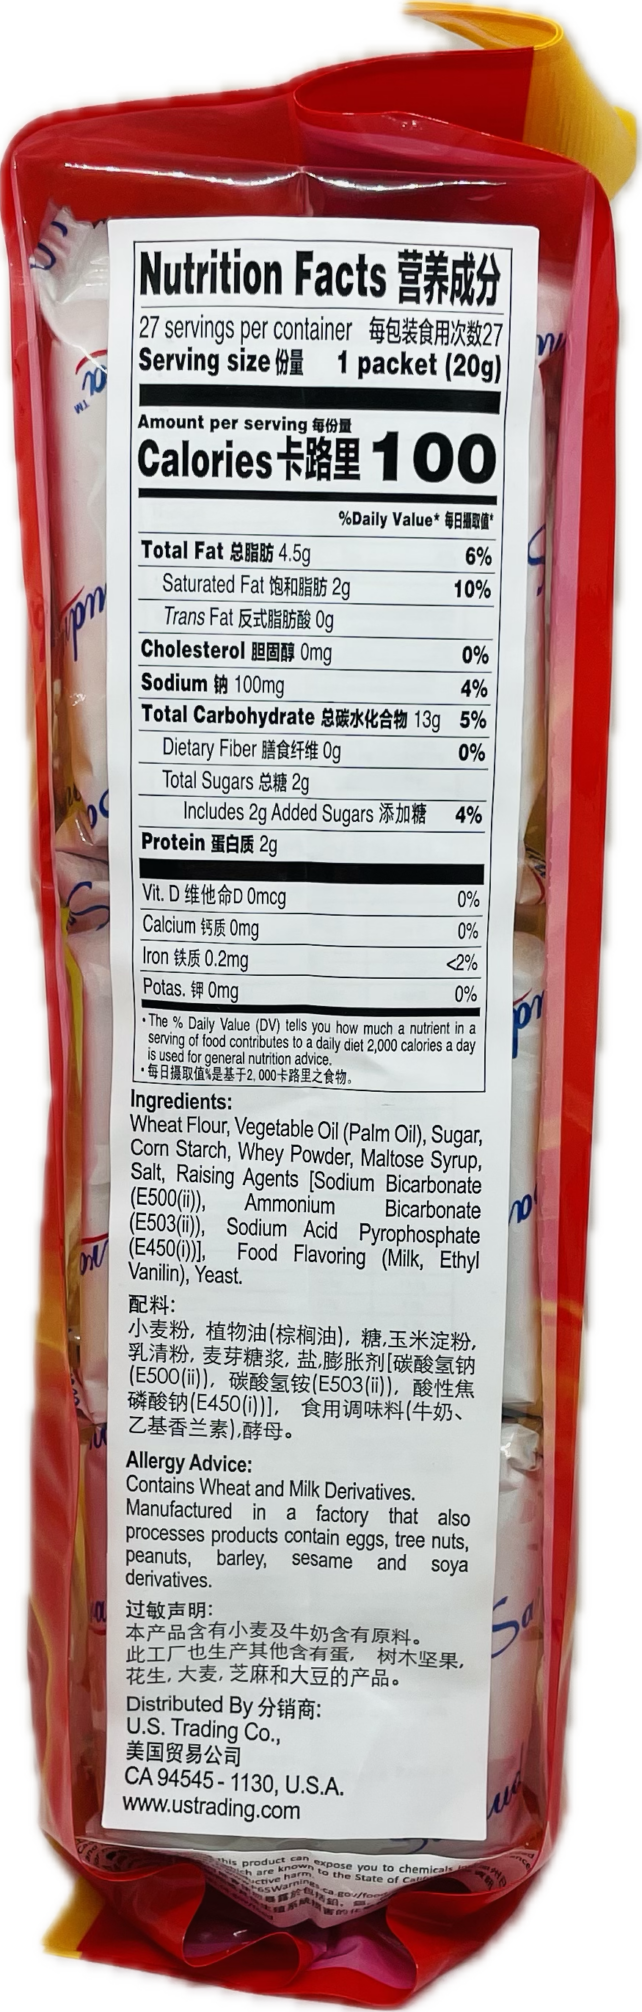 Nutrition Facts 营养成分
27 servings per container 每包装食用次数27
Serving size 份量 1 packet (20g)
Amount per serving 每份量
Calories 卡路里 100
%Daily Value* 每日摄取值*
Total Fat 总脂肪 4.5g 6%
Saturated Fat 饱和脂肪 2g 10%
Trans Fat 反式脂肪酸 0g
Cholesterol 胆固醇 0mg 0%
Sodium 钠 100mg 4%
Total Carbohydrate 总碳水化合物 13g 5%
Dietary Fiber 膳食纤维 0g 0%
Total Sugars 总糖 2g
Includes 2g Added Sugars 添加糖 4%
Protein 蛋白质 2g
Vit. D 维他命D 0mcg 0%
Calcium 钙质 0mg 0%
Iron 铁质 0.2mg <2%
Potas. 钾 0mg 0%
• The % Daily Value (DV) tells you how much a nutrient in a
serving of food contributes to a daily diet 2,000 calories a day
is used for general nutrition advice.
• 每日摄取值%是基于2,000卡路里之食物。
Ingredients:
Wheat Flour, Vegetable Oil (Palm Oil), Sugar,
Corn Starch, Whey Powder, Maltose Syrup,
Salt, Raising Agents [Sodium Bicarbonate
(E500(ii)), Ammonium Bicarbonate
(E503(ii)), Sodium Acid Pyrophosphate
(E450(i))], Food Flavoring (Milk, Ethyl
Vanilin), Yeast.
配料:
小麦粉, 植物油(棕榈油), 糖,玉米淀粉,
乳清粉, 麦芽糖浆, 盐,膨胀剂[碳酸氢钠
(E500(ii)), 碳酸氢铵(E503(ii)), 酸性焦
磷酸钠(E450(i))], 食用调味料(牛奶、
乙基香兰素),酵母。
Allergy Advice:
Contains Wheat and Milk Derivatives.
Manufactured in a factory that also
processes products contain eggs, tree nuts,
peanuts, barley, sesame and soya
derivatives.
过敏声明:
本产品含有小麦及牛奶含有原料。
此工厂也生产其他含有蛋, 树木坚果,
花生, 大麦, 芝麻和大豆的产品。
Distributed By 分销商:
U.S. Trading Co.,
美国贸易公司
CA 94545 - 1130, U.S.A.
www.ustrading.com
this product can expose you to chemicals
are known to the State of
harm